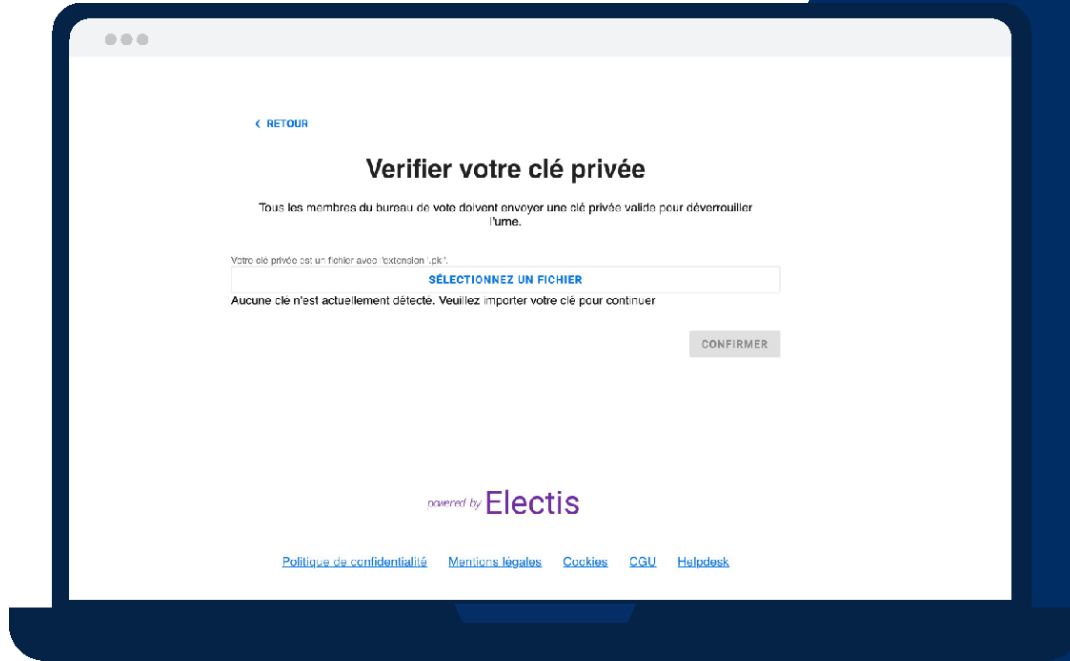 < RETOUR
Verifier votre clé privée
Tous les membres du bureau de vote doivent envoyer une clé privée valide pour déverrouiller
l'urne.
Votre clé privée est un fichier avec l'extension '.pk'.
SÉLECTIONNEZ UN FICHIER
Aucune clé n'est actuellement détecté. Veuillez importer votre clé pour continuer
CONFIRMER
powered by Electis
Politique de confidentialité Mentions légales Cookies CGU Helpdesk